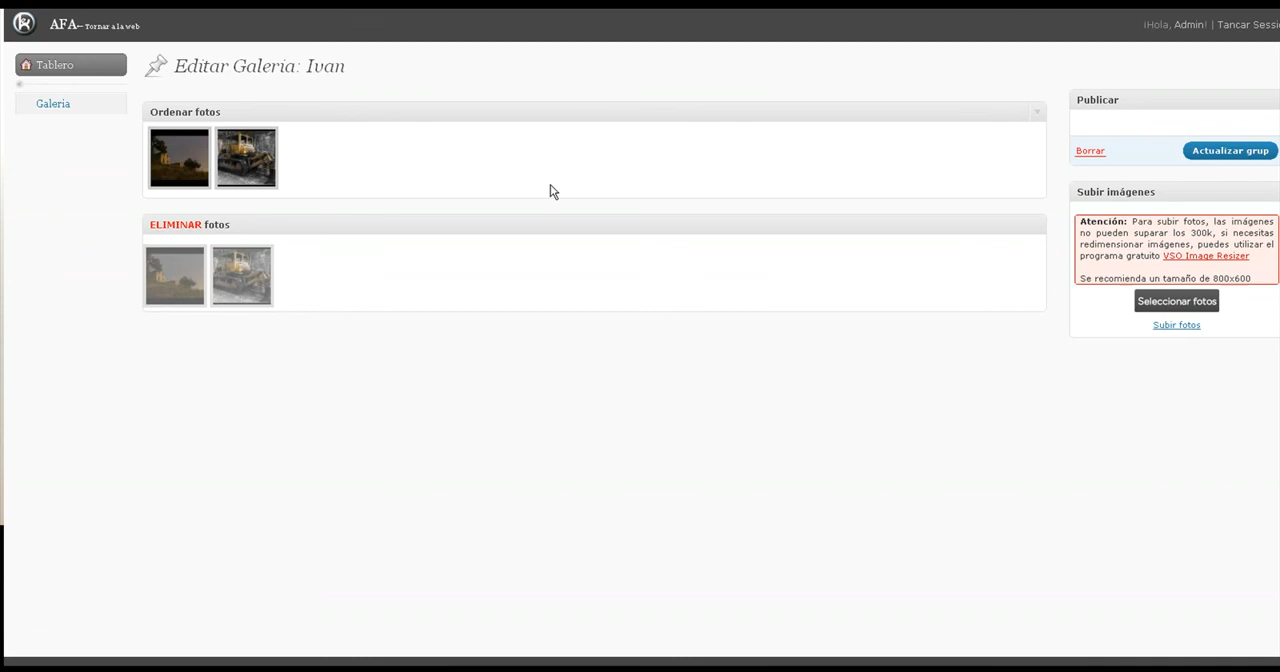 AFA← Tornar a la web
¡Hola, Admin! | Tancar Sessi
Tablero
Galeria
Editar Galeria: Ivan
Ordenar fotos
ELIMINAR fotos
Publicar
Borrar
Actualizar grup
Subir imágenes
Atención: Para subir fotos, las imágenes
no pueden suparar los 300k, si necesitas
redimensionar imágenes, puedes utilizar el
programa gratuito VSO Image Resizer
Se recomienda un tamaño de 800x600
Seleccionar fotos
Subir fotos